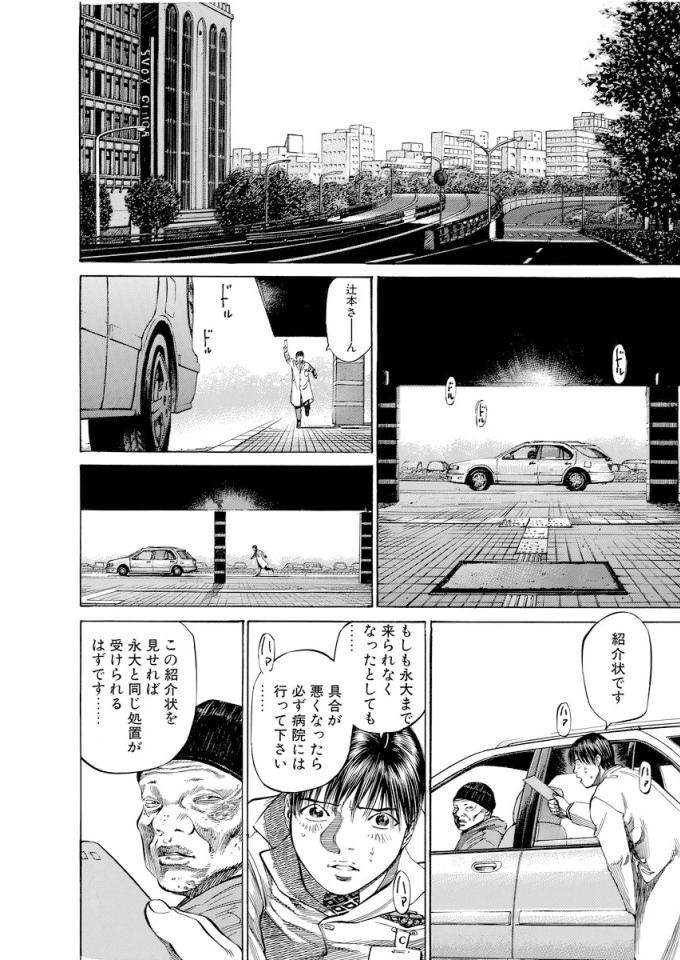 ドル
ドル
ドル
ドル
ドル
ドル
辻本さーん
紹介状です
ハァ
ハァ
もしも永大まで
来られなく
なったとしても
……
具合が
悪くなったら
必ず病院には
行って下さい
……
ハァ
ハァ
C
この紹介状を
見せれば
永大と同じ処置が
受けられる
はずです……